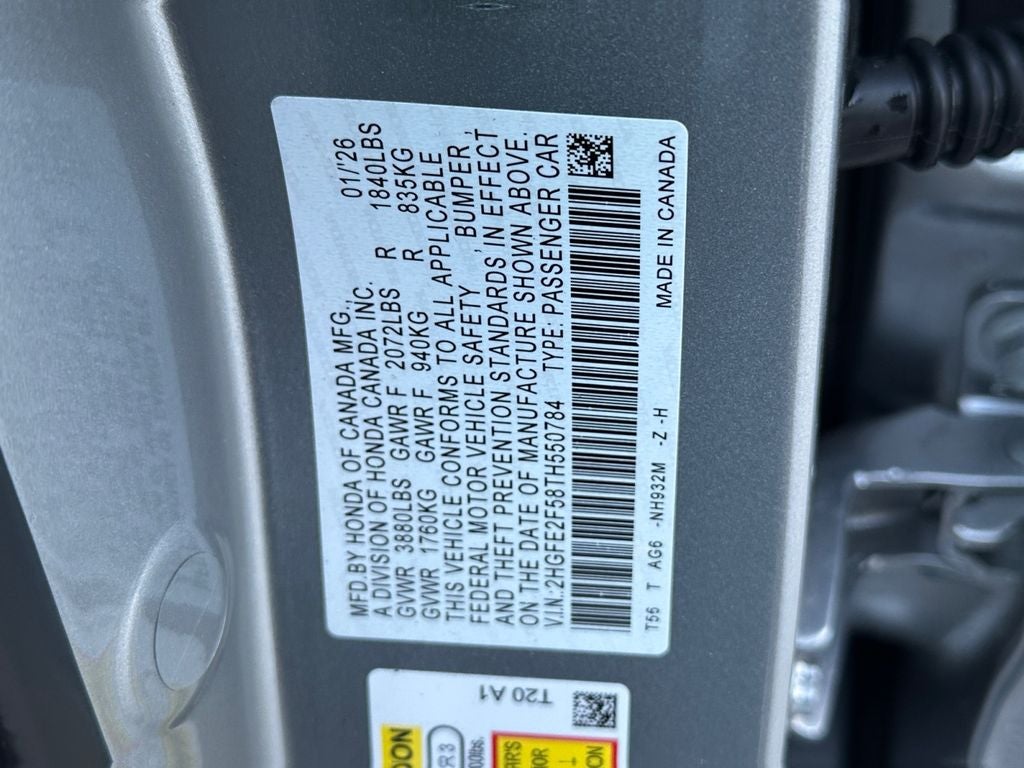 MFD.BY HONDA OF CANADA MFG., 01/'26
A DIVISION OF HONDA CANADA INC.
GVWR 3880LBS GAWR F 2072LBS R 1840LBS
GVWR 1760KG GAWR F 940KG R 835KG
THIS VEHICLE CONFORMS TO ALL APPLICABLE
FEDERAL MOTOR VEHICLE SAFETY , BUMPER ,
AND THEFT PREVENTION STANDARDS IN EFFECT
ON THE DATE OF MANUFACTURE SHOWN ABOVE.
V.I.N.:2HGFE2F58TH550784 TYPE: PASSENGER CAR
T56 T AG6 -NH932M -Z -H MADE IN CANADA
T20 A1